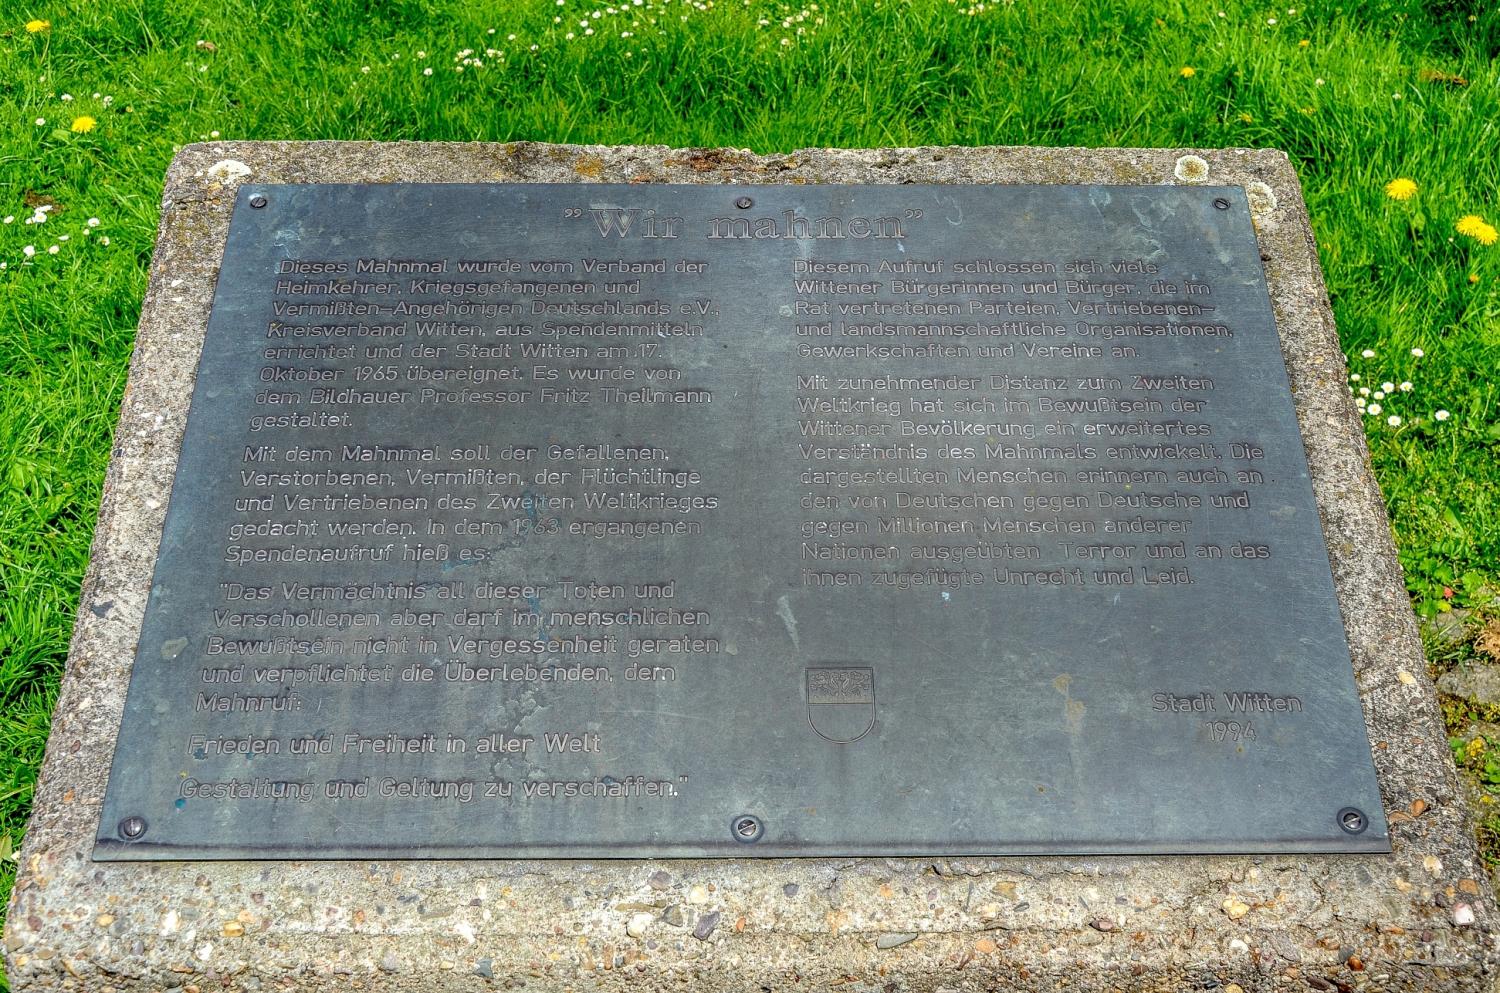 "Wir mahnen"
Dieses Mahnmal wurde vom Verband der
Heimkehrer, Kriegsgefangenen und
Vermißten-Angehörigen Deutschlands e.V.,
Kreisverband Witten, aus Spendenmitteln
errichtet und der Stadt Witten am 17.
Oktober 1965 übereignet. Es wurde von
dem Bildhauer Professor Fritz Theilmann
gestaltet.
Mit dem Mahnmal soll der Gefallenen,
Verstorbenen, Vermißten, der Flüchtlinge
und Vertriebenen des Zweiten Weltkrieges
gedacht werden. In dem 1963 ergangenen
Spendenaufruf hieß es:
"Das Vermächtnis all dieser Toten und
Verschollenen aber darf im menschlichen
Bewußtsein nicht in Vergessenheit geraten
und verpflichtet die Überlebenden, dem
Mahnruf:
Frieden und Freiheit in aller Welt
Gestaltung und Geltung zu verschaffen."
Diesem Aufruf schlossen sich viele
Wittener Bürgerinnen und Bürger, die im
Rat vertretenen Parteien, Vertriebenen-
und landsmannschaftliche Organisationen,
Gewerkschaften und Vereine an.
Mit zunehmender Distanz zum Zweiten
Weltkrieg hat sich im Bewußtsein der
Wittener Bevölkerung ein erweitertes
Verständnis des Mahnmals entwickelt. Die
dargestellten Menschen erinnern auch an
den von Deutschen gegen Deutsche und
gegen Millionen Menschen anderer
Nationen ausgeübten Terror und an das
ihnen zugefügte Unrecht und Leid.
Stadt Witten
1994